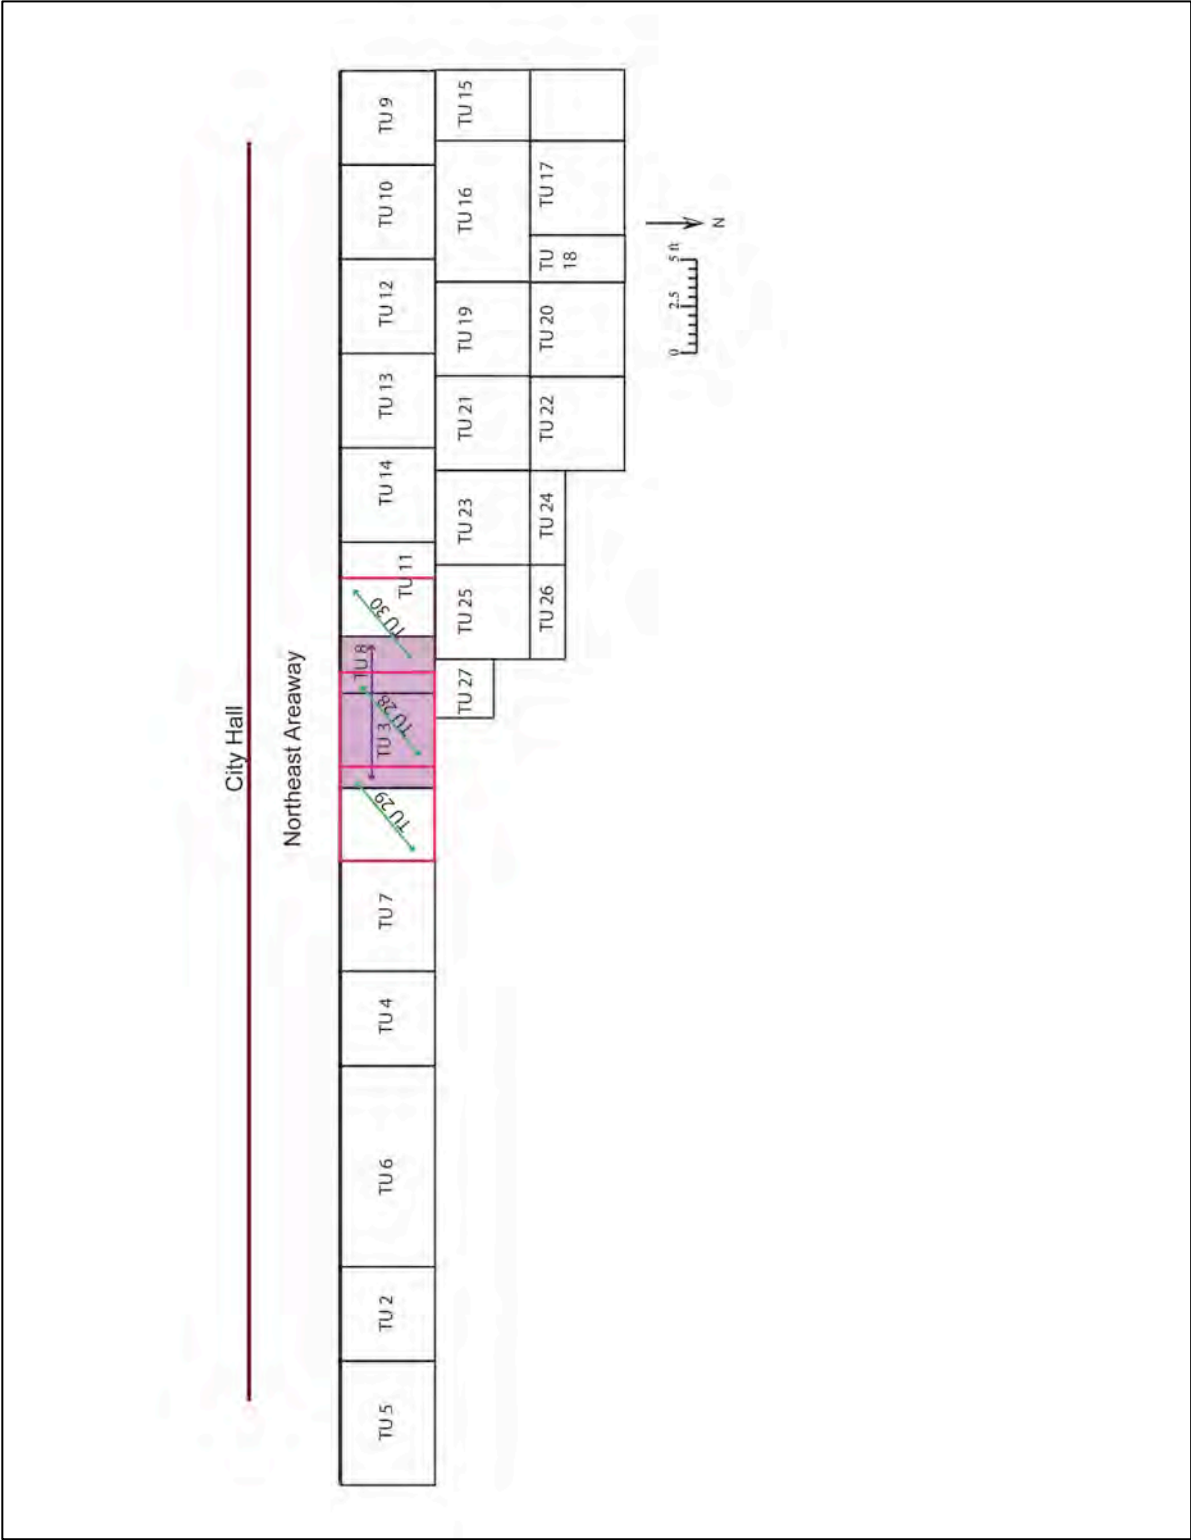 City Hall
Northeast Areaway
TU 5
TU 2
TU 6
TU 4
TU 7
TU 29
TU 3
TU 28
TU 8
TU 30
TU 11
TU 14
TU 13
TU 12
TU 10
TU 9
TU 27
TU 25
TU 23
TU 21
TU 19
TU 16
TU 15
TU 26
TU 24
TU 22
TU 20
TU
18
TU 17
0 2.5 5 ft
N